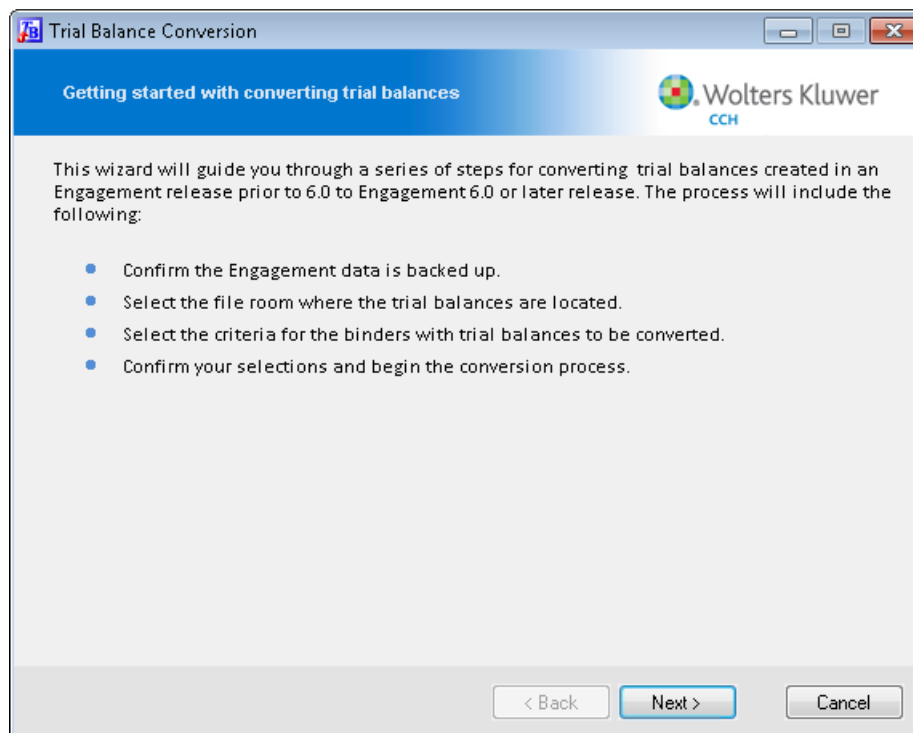 TB Trial Balance Conversion
Getting started with converting trial balances
Wolters Kluwer
CCH
This wizard will guide you through a series of steps for converting trial balances created in an
Engagement release prior to 6.0 to Engagement 6.0 or later release. The process will include the
following:
Confirm the Engagement data is backed up.
Select the file room where the trial balances are located.
Select the criteria for the binders with trial balances to be converted.
Confirm your selections and begin the conversion process.
< Back Next > Cancel